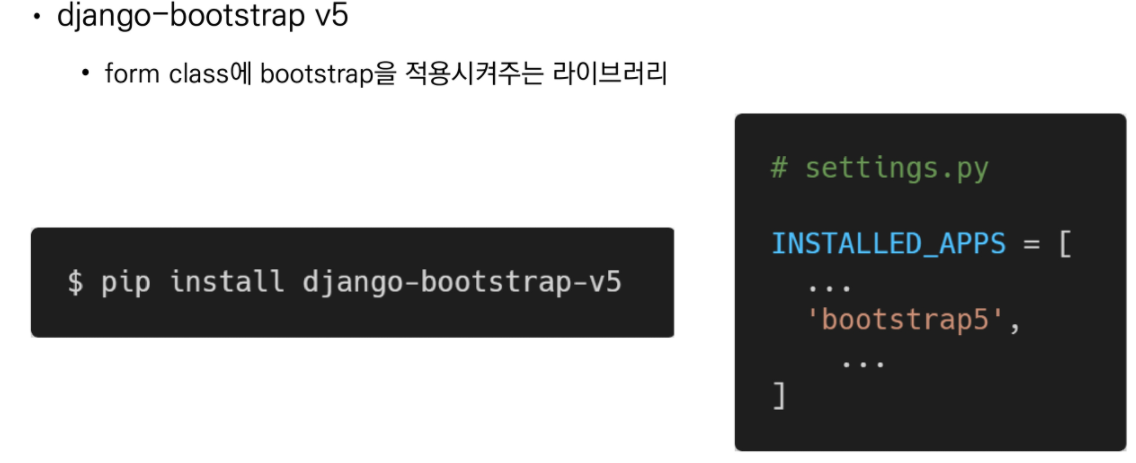 • django-bootstrap v5
• form class에 bootstrap을 적용시켜주는 라이브러리
$ pip install django-bootstrap-v5
# settings.py
INSTALLED_APPS = [
...
'bootstrap5',
...
]